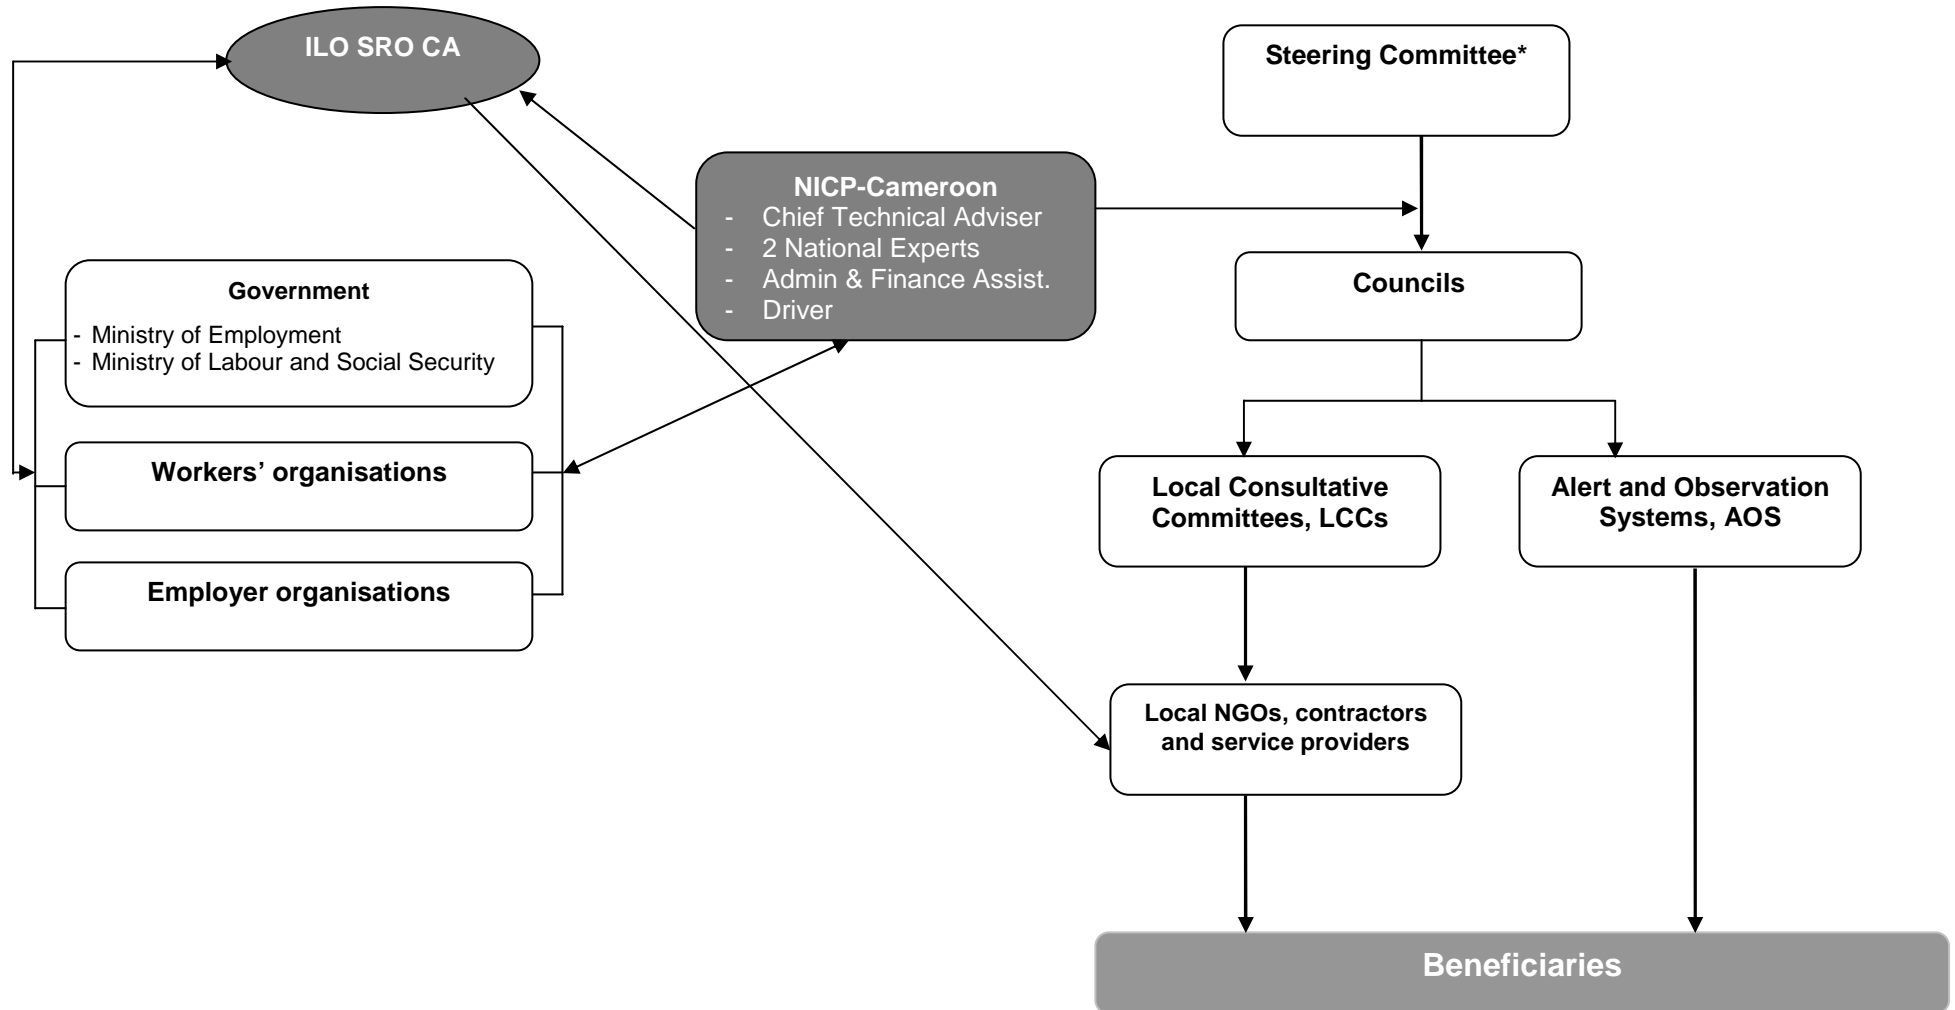 ILO SRO CA
Steering Committee*
NICP-Cameroon
- Chief Technical Adviser
- 2 National Experts
- Admin & Finance Assist.
- Driver
Government
- Ministry of Employment
- Ministry of Labour and Social Security
Workers’ organisations
Employer organisations
Councils
Local Consultative
Committees, LCCs
Alert and Observation
Systems, AOS
Local NGOs, contractors
and service providers
Beneficiaries